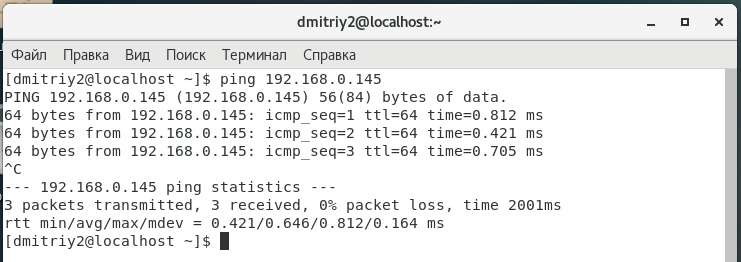 dmitriy2@localhost:~
Файл Правка Вид Поиск Терминал Справка
[dmitriy2@localhost ~]$ ping 192.168.0.145
PING 192.168.0.145 (192.168.0.145) 56(84) bytes of data.
64 bytes from 192.168.0.145: icmp_seq=1 ttl=64 time=0.812 ms
64 bytes from 192.168.0.145: icmp_seq=2 ttl=64 time=0.421 ms
64 bytes from 192.168.0.145: icmp_seq=3 ttl=64 time=0.705 ms
^C
--- 192.168.0.145 ping statistics ---
3 packets transmitted, 3 received, 0% packet loss, time 2001ms
rtt min/avg/max/mdev = 0.421/0.646/0.812/0.164 ms
[dmitriy2@localhost ~]$